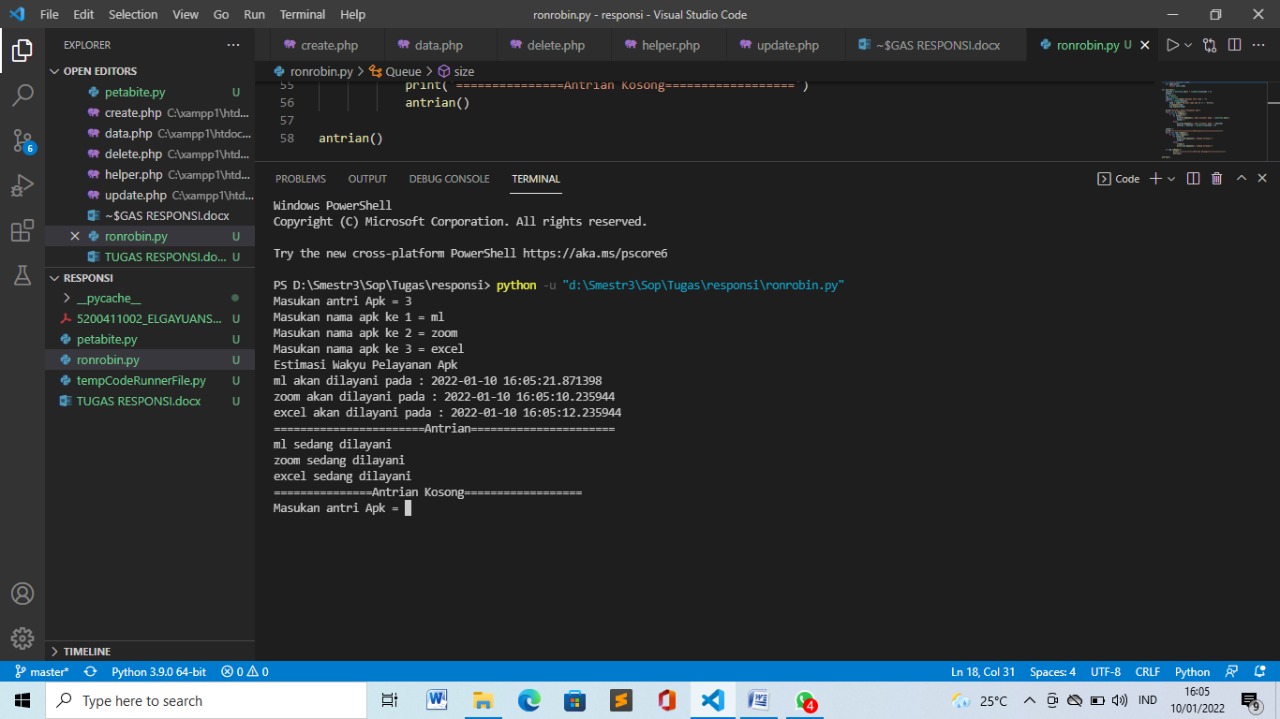 File Edit Selection View Go Run Terminal Help ronrobin.py - responsi - Visual Studio Code
EXPLORER
create.php data.php delete.php helper.php update.php ~$GAS RESPONSI.docx ronrobin.py U
OPEN EDITORS
petabite.py U
create.php C:\xampp1\htd...
data.php C:\xampp1\htdoc...
delete.php C:\xampp1\htd...
helper.php C:\xampp1\htd...
update.php C:\xampp1\htd...
~$GAS RESPONSI.docx
ronrobin.py U
TUGAS RESPONSI.do... U
RESPONSI
__pycache__
5200411002_ELGAYUANS... U
petabite.py U
ronrobin.py U
tempCodeRunnerFile.py U
TUGAS RESPONSI.docx U
TIMELINE
ronrobin.py > Queue > size
55 print('===============Antrian Kosong==================')
56 antrian()
57
58 antrian()
PROBLEMS OUTPUT DEBUG CONSOLE TERMINAL Code
Windows PowerShell
Copyright (C) Microsoft Corporation. All rights reserved.
Try the new cross-platform PowerShell https://aka.ms/pscore6
PS D:\Smestr3\Sop\Tugas\responsi> python -u "d:\Smestr3\Sop\Tugas\responsi\ronrobin.py"
Masukan antri Apk = 3
Masukan nama apk ke 1 = ml
Masukan nama apk ke 2 = zoom
Masukan nama apk ke 3 = excel
Estimasi Wakyu Pelayanan Apk
ml akan dilayani pada : 2022-01-10 16:05:21.871398
zoom akan dilayani pada : 2022-01-10 16:05:10.235944
excel akan dilayani pada : 2022-01-10 16:05:12.235944
=======================Antrian======================
ml sedang dilayani
zoom sedang dilayani
excel sedang dilayani
===============Antrian Kosong==================
Masukan antri Apk =
6
master* Python 3.9.0 64-bit 0 0 Ln 18, Col 31 Spaces: 4 UTF-8 CRLF Python
Type here to search 4 25°C IND 16:05
10/01/2022 9